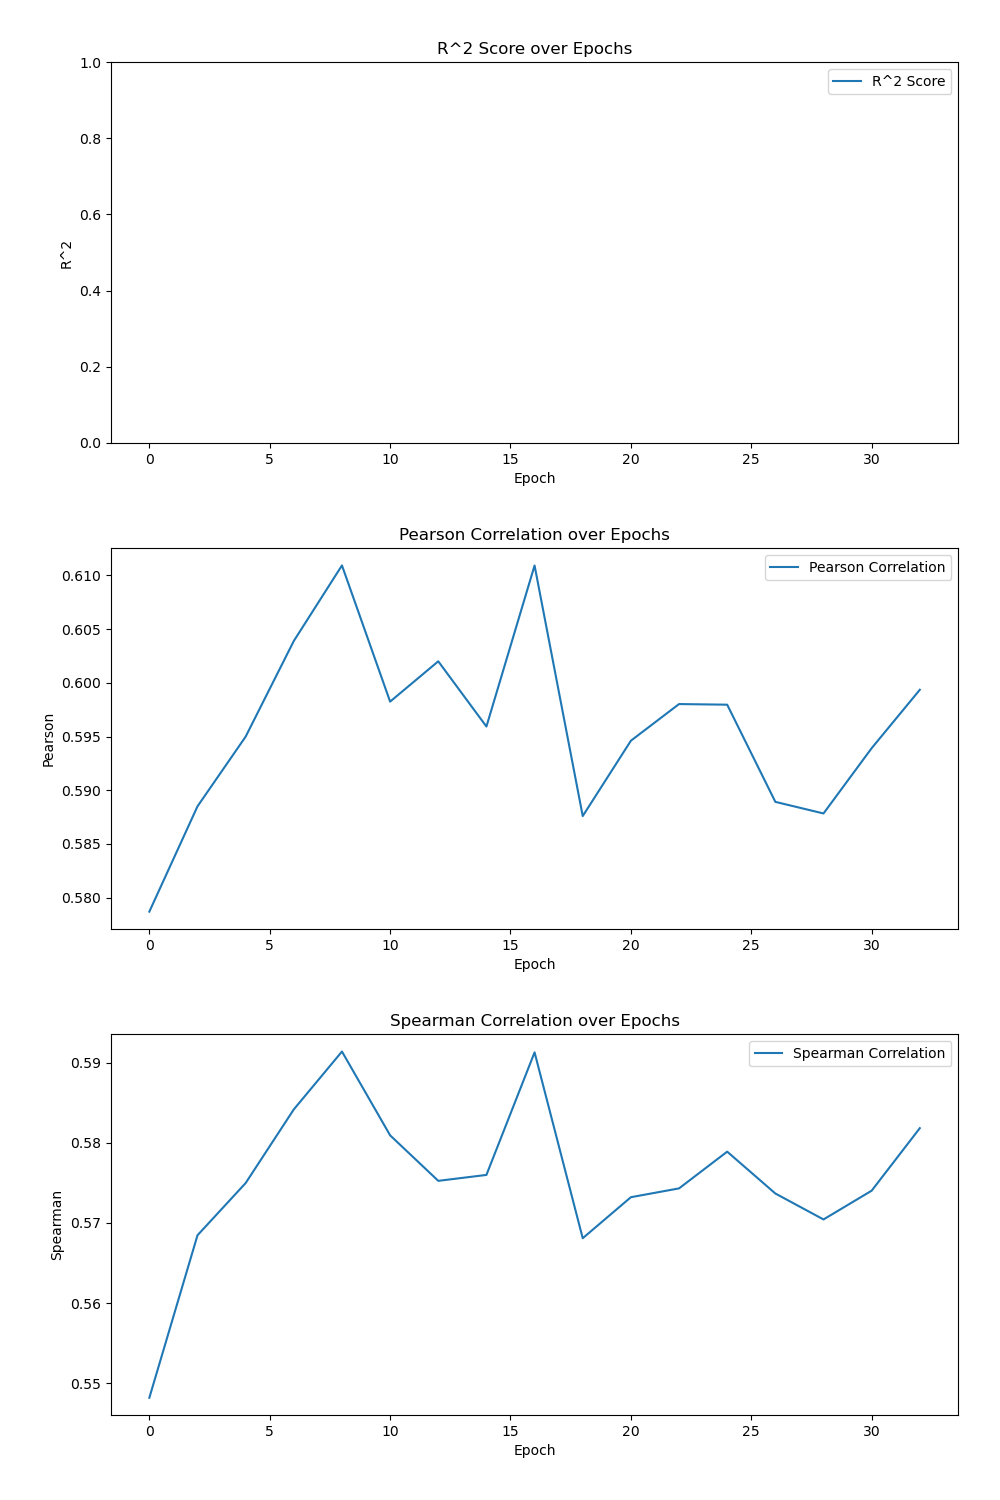 R^2 Score over Epochs
R^2 Score
1.0
0.8
0.6
0.4
0.2
0.0
R^2
0 5 10 15 20 25 30
Epoch
Pearson Correlation over Epochs
Pearson Correlation
0.610
0.605
0.600
0.595
0.590
0.585
0.580
Pearson
0 5 10 15 20 25 30
Epoch
Spearman Correlation over Epochs
Spearman Correlation
0.59
0.58
0.57
0.56
0.55
Spearman
0 5 10 15 20 25 30
Epoch